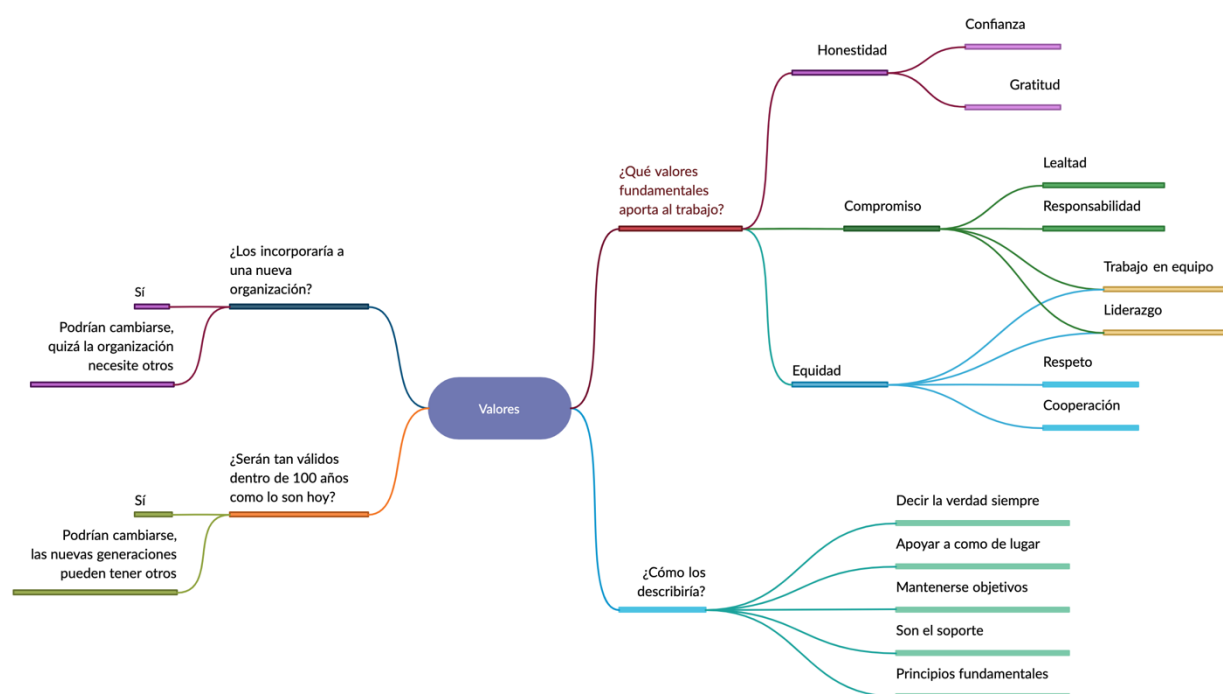 Valores
¿Qué valores
fundamentales
aporta al trabajo?
Honestidad
Confianza
Gratitud
Compromiso
Lealtad
Responsabilidad
Trabajo en equipo
Liderazgo
Equidad
Respeto
Cooperación
¿Cómo los
describiría?
Decir la verdad siempre
Apoyar a como de lugar
Mantenerse objetivos
Son el soporte
Principios fundamentales
¿Los incorporaría a
una nueva
organización?
Sí
Podrían cambiarse,
quizá la organización
necesite otros
¿Serán tan válidos
dentro de 100 años
como lo son hoy?
Sí
Podrían cambiarse,
las nuevas generaciones
pueden tener otros